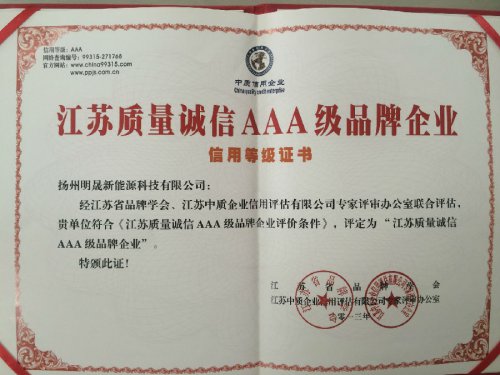 信用等级：AAA
网络查询编号：99315-271768
官方网站：www.china99315.com
www.ppjs.com.cn
中质信用企业
江苏质量诚信AAA级品牌企业
信用等级证书
扬州明晟新能源科技有限公司：
经江苏省品牌学会、江苏中质企业信用评估有限公司专家评审办公室联合评估，
贵单位符合《江苏质量诚信AAA级品牌企业评价条件》，评定为“江苏质量诚信
AAA级品牌企业”。
特颁此证！
江苏省品牌学会
江苏中质企业信用评估有限公司专家评审办公室
二零一三年